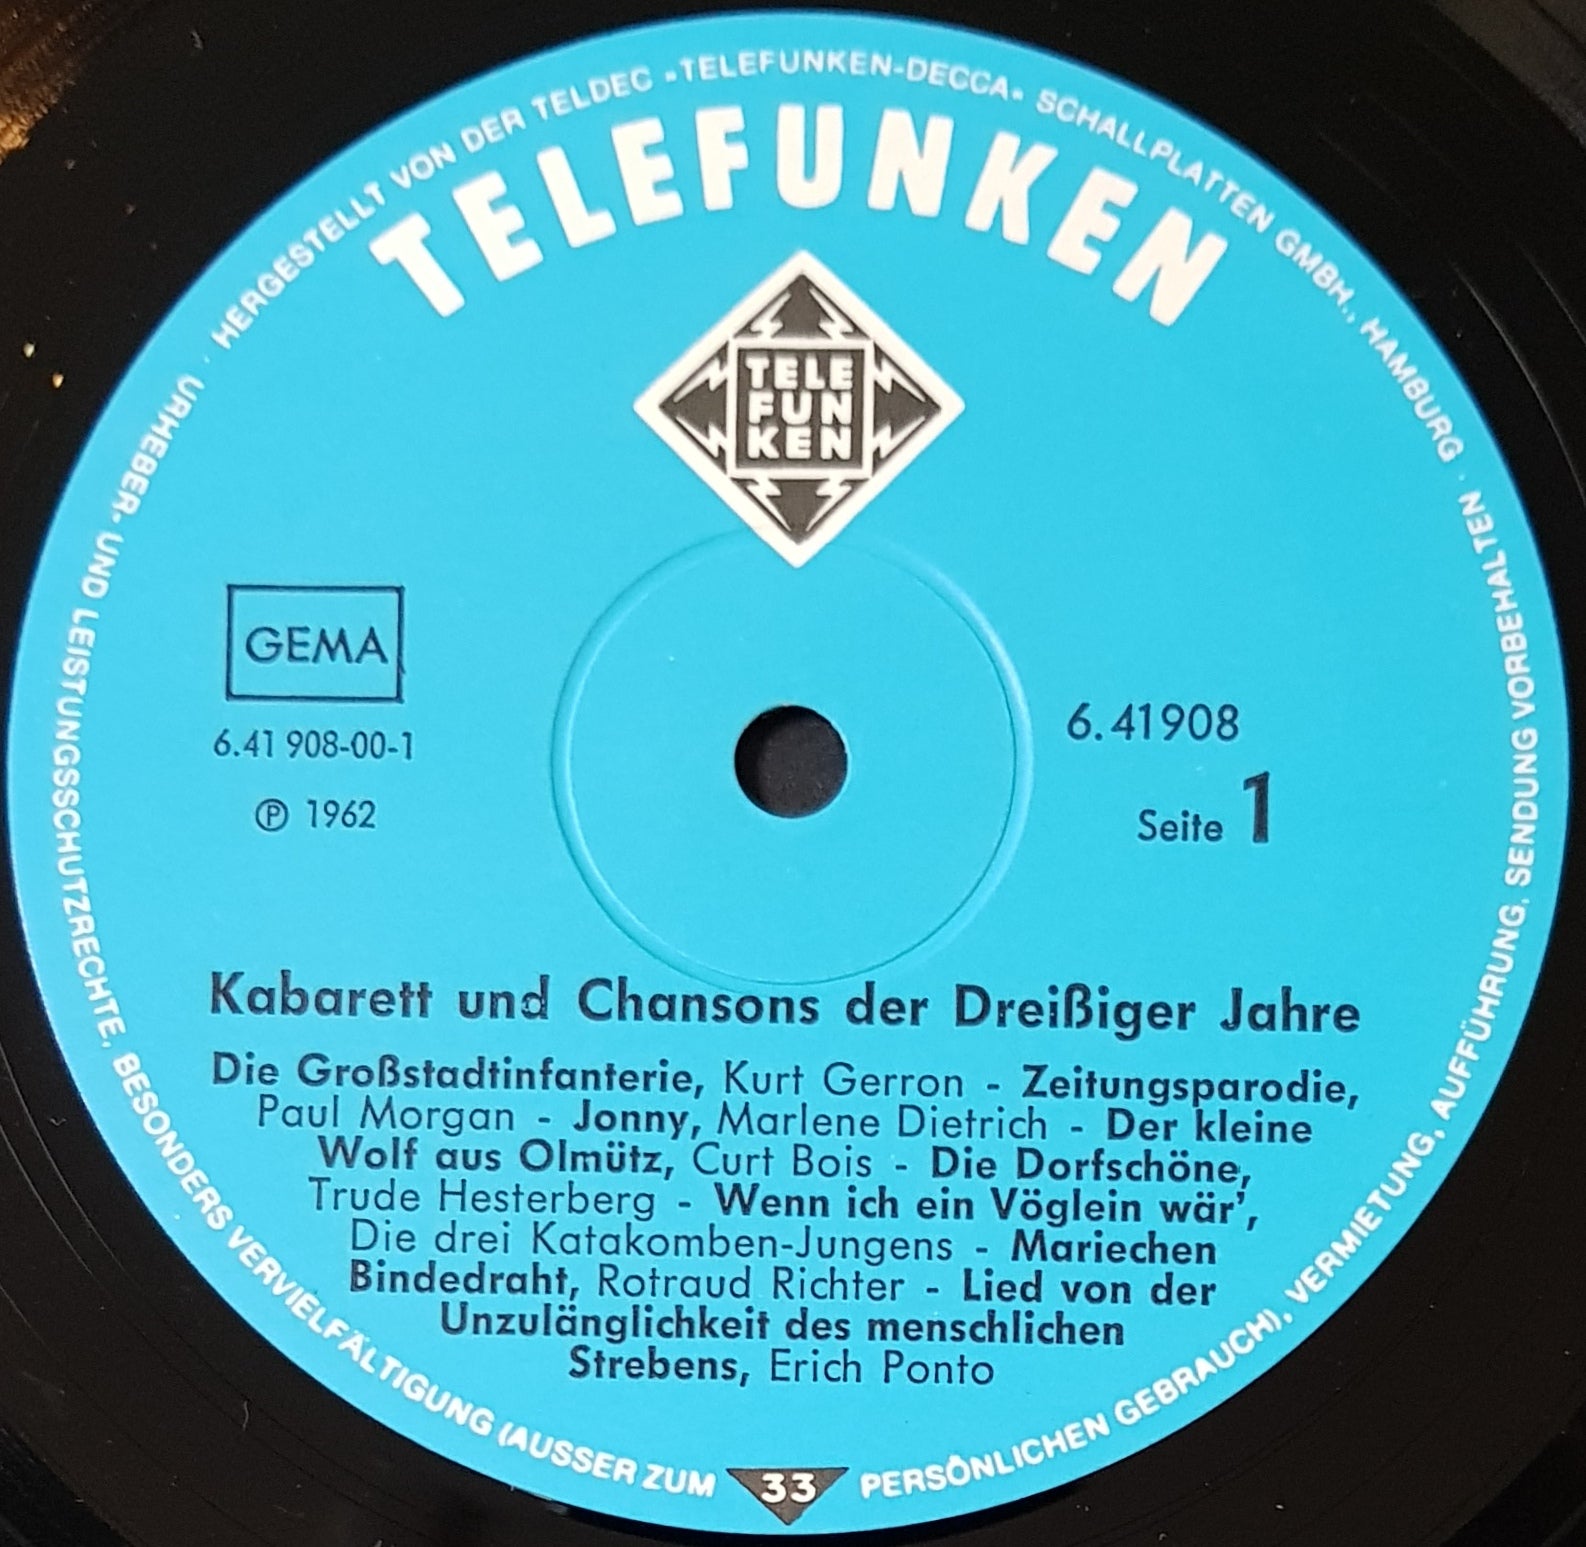 HERGESTELLT VON DER TELDEC »TELEFUNKEN-DECCA« SCHALLPLATTEN GMBH., HAMBURG · URHEBER- UND LEISTUNGSSCHUTZRECHTE, BESONDERS VERVIELFÄLTIGUNG (AUSSER ZUM PERSÖNLICHEN GEBRAUCH), VERMIETUNG, AUFFÜHRUNG, SENDUNG VORBEHALTEN ·
TELEFUNKEN
TELE
FUN
KEN
GEMA
6.41 908-00-1
Ⓟ 1962
6.41908
Seite 1
Kabarett und Chansons der Dreißiger Jahre
Die Großstadtinfanterie, Kurt Gerron - Zeitungsparodie,
Paul Morgan - Jonny, Marlene Dietrich - Der kleine
Wolf aus Olmütz, Curt Bois - Die Dorfschöne,
Trude Hesterberg - Wenn ich ein Vöglein wär',
Die drei Katakomben-Jungens - Mariechen
Bindedraht, Rotraud Richter - Lied von der
Unzulänglichkeit des menschlichen
Strebens, Erich Ponto
33